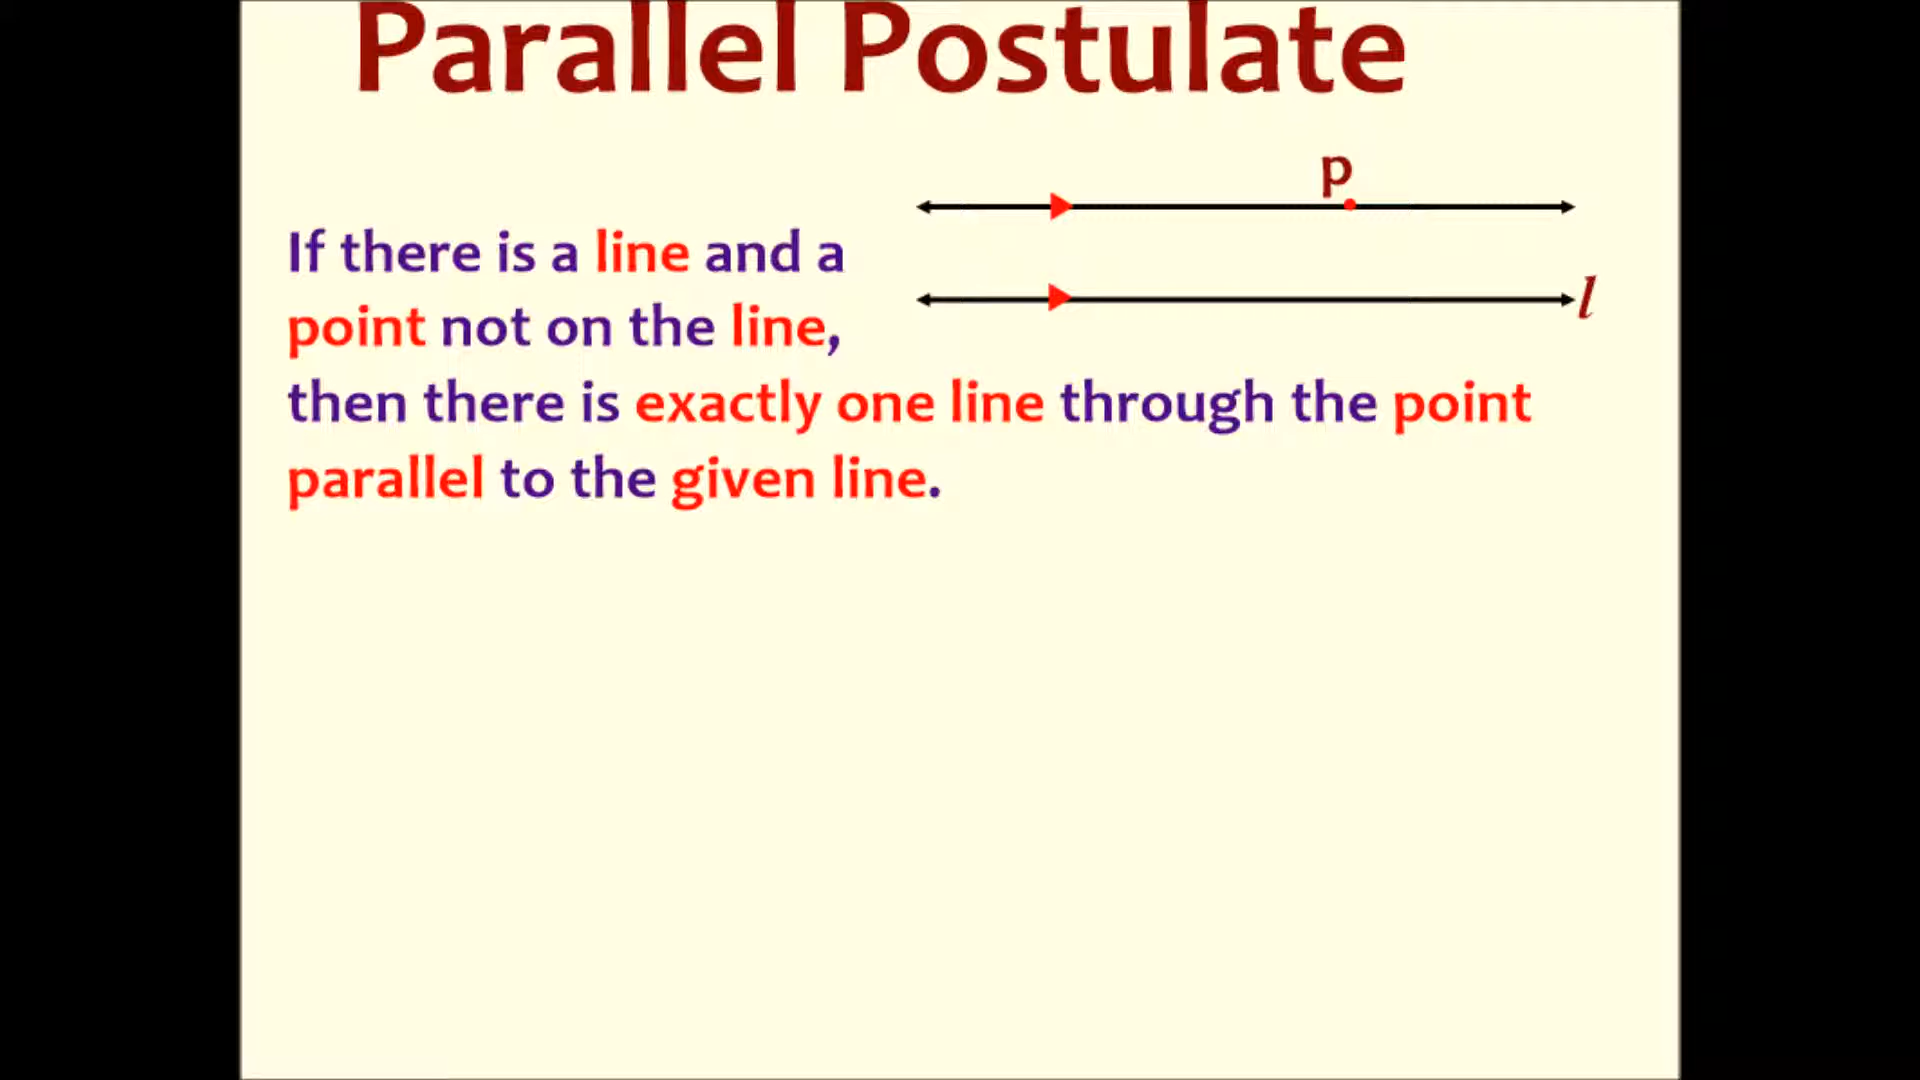 Parallel Postulate
p
l
If there is a line and a
point not on the line,
then there is exactly one line through the point
parallel to the given line.